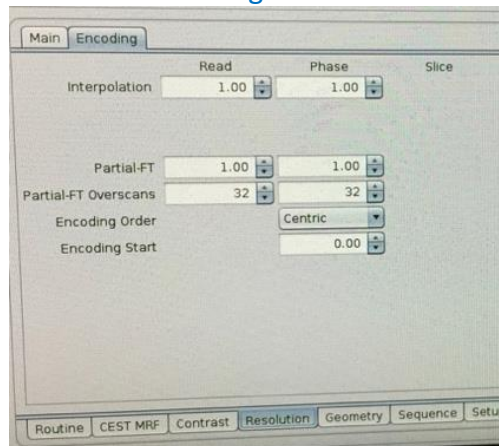 Main Encoding
Read Phase Slice
Interpolation 1.00 1.00
Partial-FT 1.00 1.00
Partial-FT Overscans 32 32
Encoding Order Centric
Encoding Start 0.00
Routine CEST MRF Contrast Resolution Geometry Sequence Setu